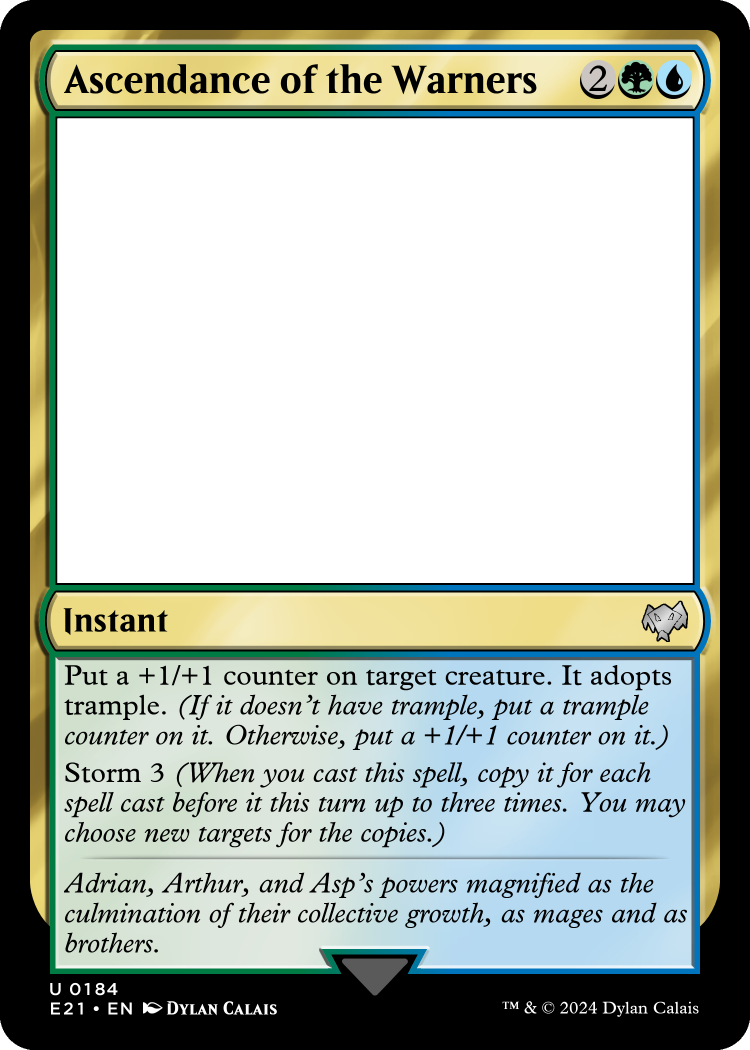 Ascendance of the Warners 2
Instant
Put a +1/+1 counter on target creature. It adopts
trample. (If it doesn't have trample, put a trample
counter on it. Otherwise, put a +1/+1 counter on it.)
Storm 3 (When you cast this spell, copy it for each
spell cast before it this turn up to three times. You may
choose new targets for the copies.)
Adrian, Arthur, and Asp's powers magnified as the
culmination of their collective growth, as mages and as
brothers.
U 0184
E21 • EN Dylan Calais ™ & © 2024 Dylan Calais